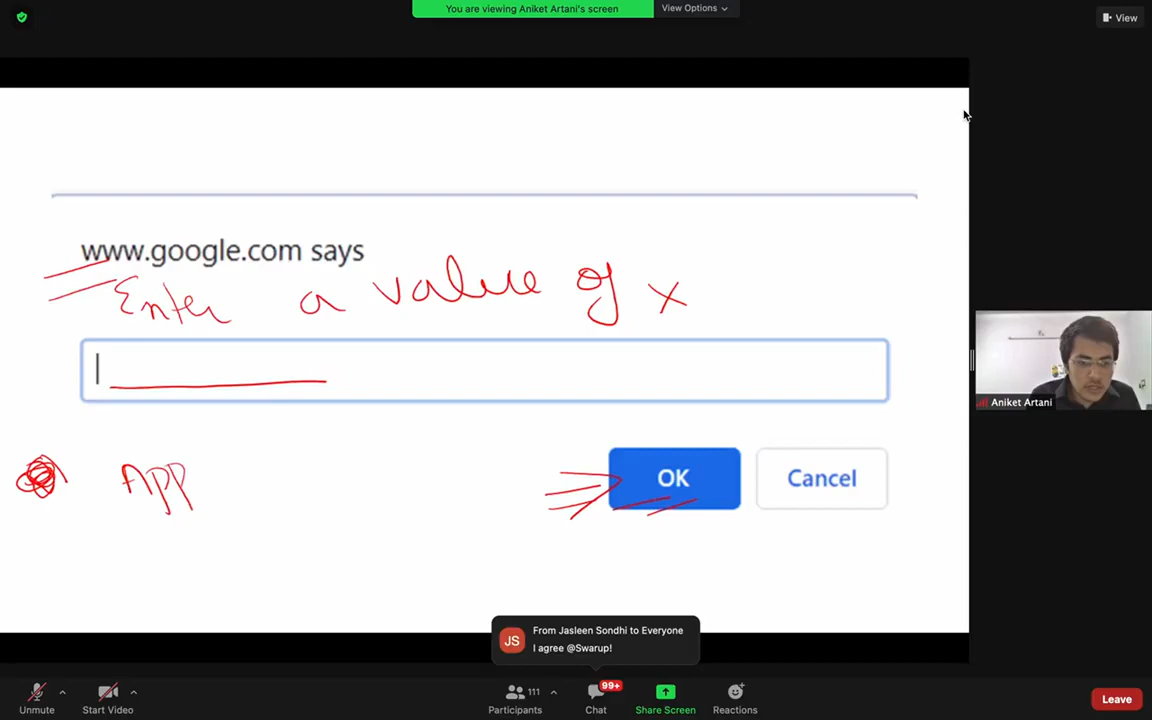 You are viewing Aniket Artani's screen
View Options
View
www.google.com says
Enter a value of x
App
OK
Cancel
Aniket Artani
JS
From Jasleen Sondhi to Everyone
I agree @Swarup!
Unmute
Start Video
Participants
111
Chat
99+
Share Screen
Reactions
Leave